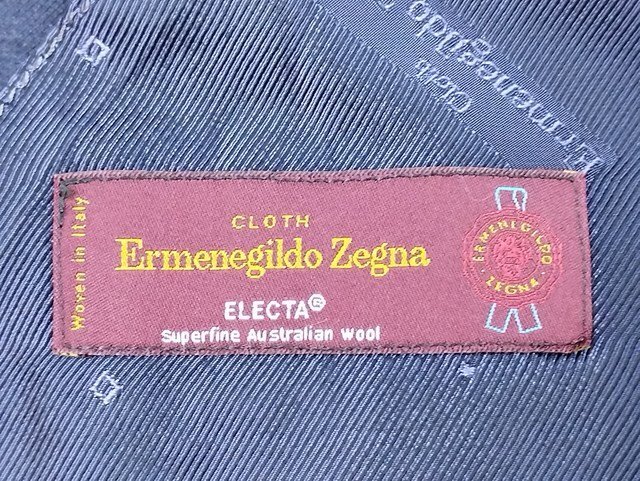 Ermenegildo
Cloth
Woven in Italy
CLOTH
Ermenegildo Zegna
ELECTA®
Superfine Australian wool
ERMENEGILDO
ZEGNA